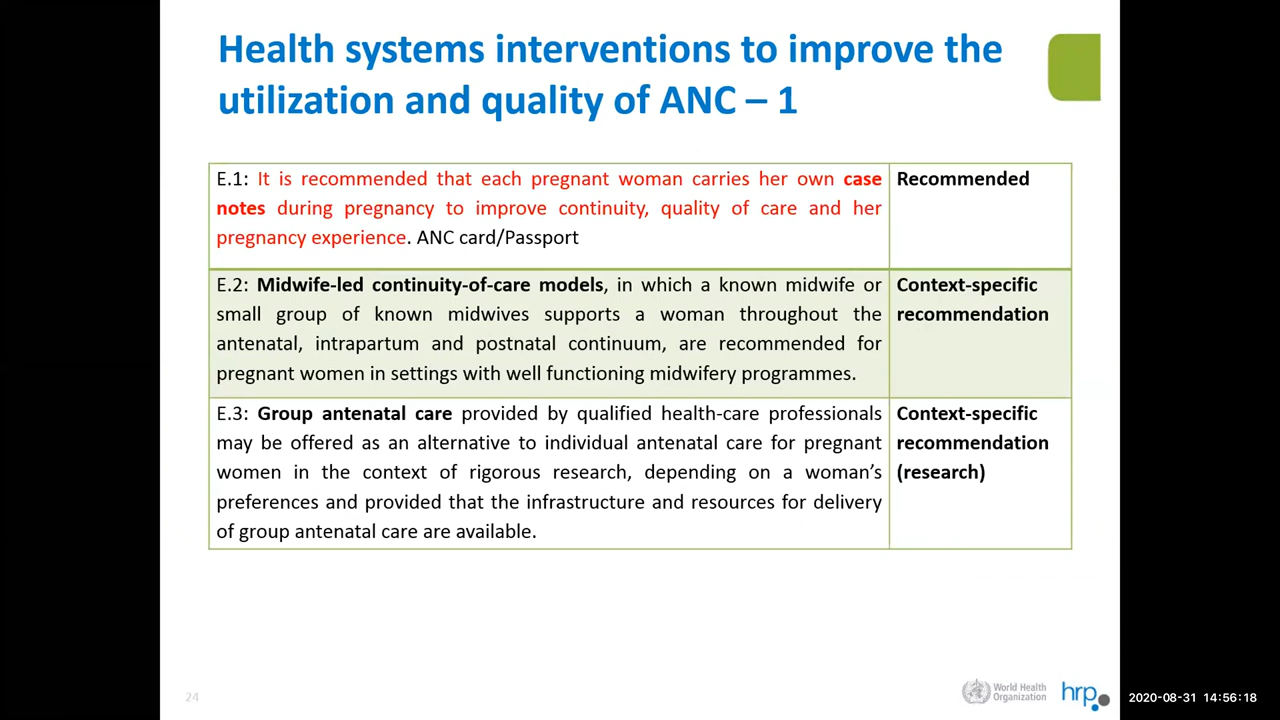 Health systems interventions to improve the
utilization and quality of ANC – 1
E.1: It is recommended that each pregnant woman carries her own case
notes during pregnancy to improve continuity, quality of care and her
pregnancy experience. ANC card/Passport
Recommended
E.2: Midwife-led continuity-of-care models, in which a known midwife or
small group of known midwives supports a woman throughout the
antenatal, intrapartum and postnatal continuum, are recommended for
pregnant women in settings with well functioning midwifery programmes.
Context-specific
recommendation
E.3: Group antenatal care provided by qualified health-care professionals
may be offered as an alternative to individual antenatal care for pregnant
women in the context of rigorous research, depending on a woman’s
preferences and provided that the infrastructure and resources for delivery
of group antenatal care are available.
Context-specific
recommendation
(research)
24
World Health
Organization
hrp
2020-08-31 14:56:18